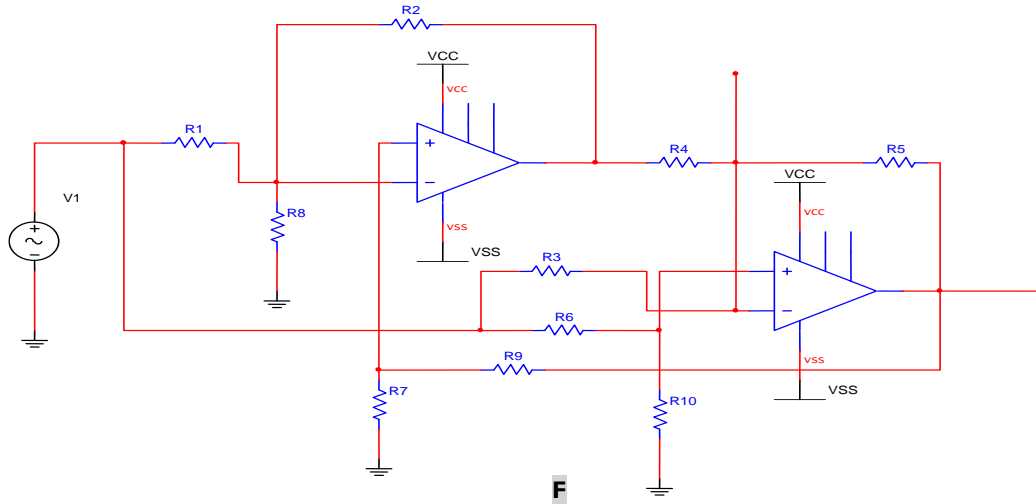 R2
VCC
VCC
R1
+
−
R4
R5
VCC
V1
+
−
R8
VSS
VSS
VCC
R3
+
−
R6
R9
VSS
R7
R10
VSS
F